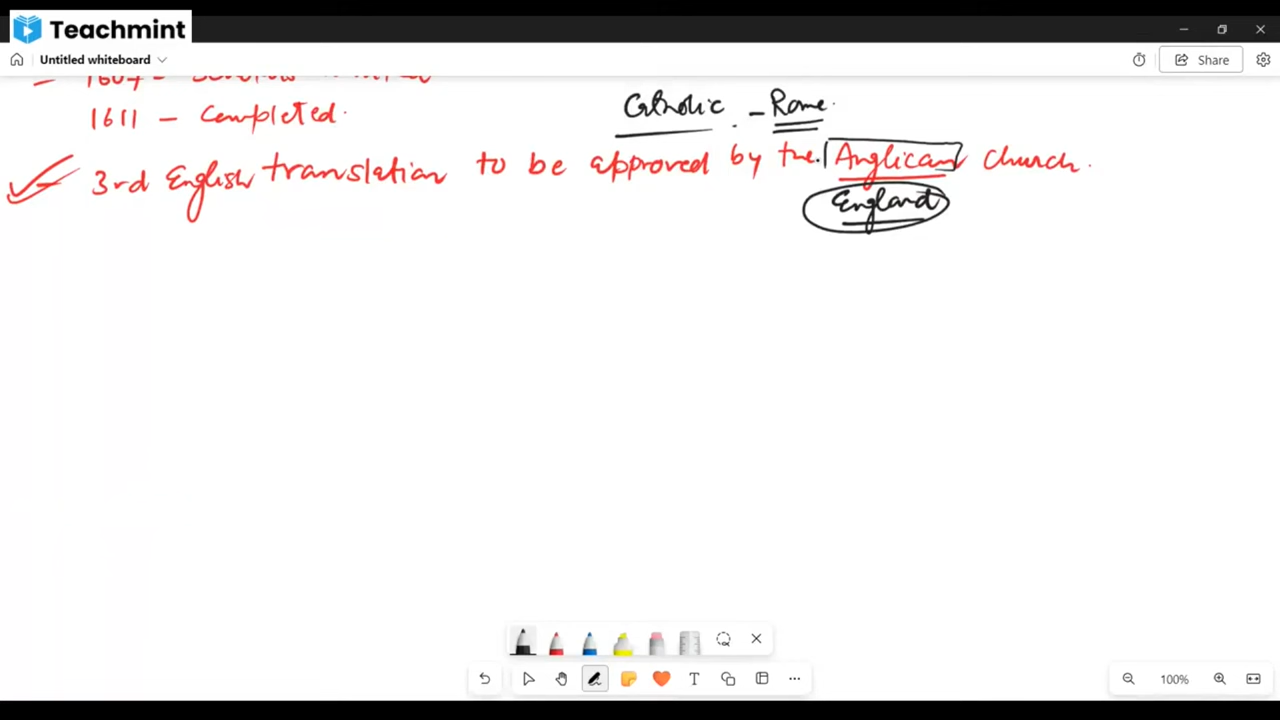 Teachmint
Untitled whiteboard
Share
1611 - Completed.
Catholic - Rome.
3rd English translation to be approved by the Anglican church.
England
100%